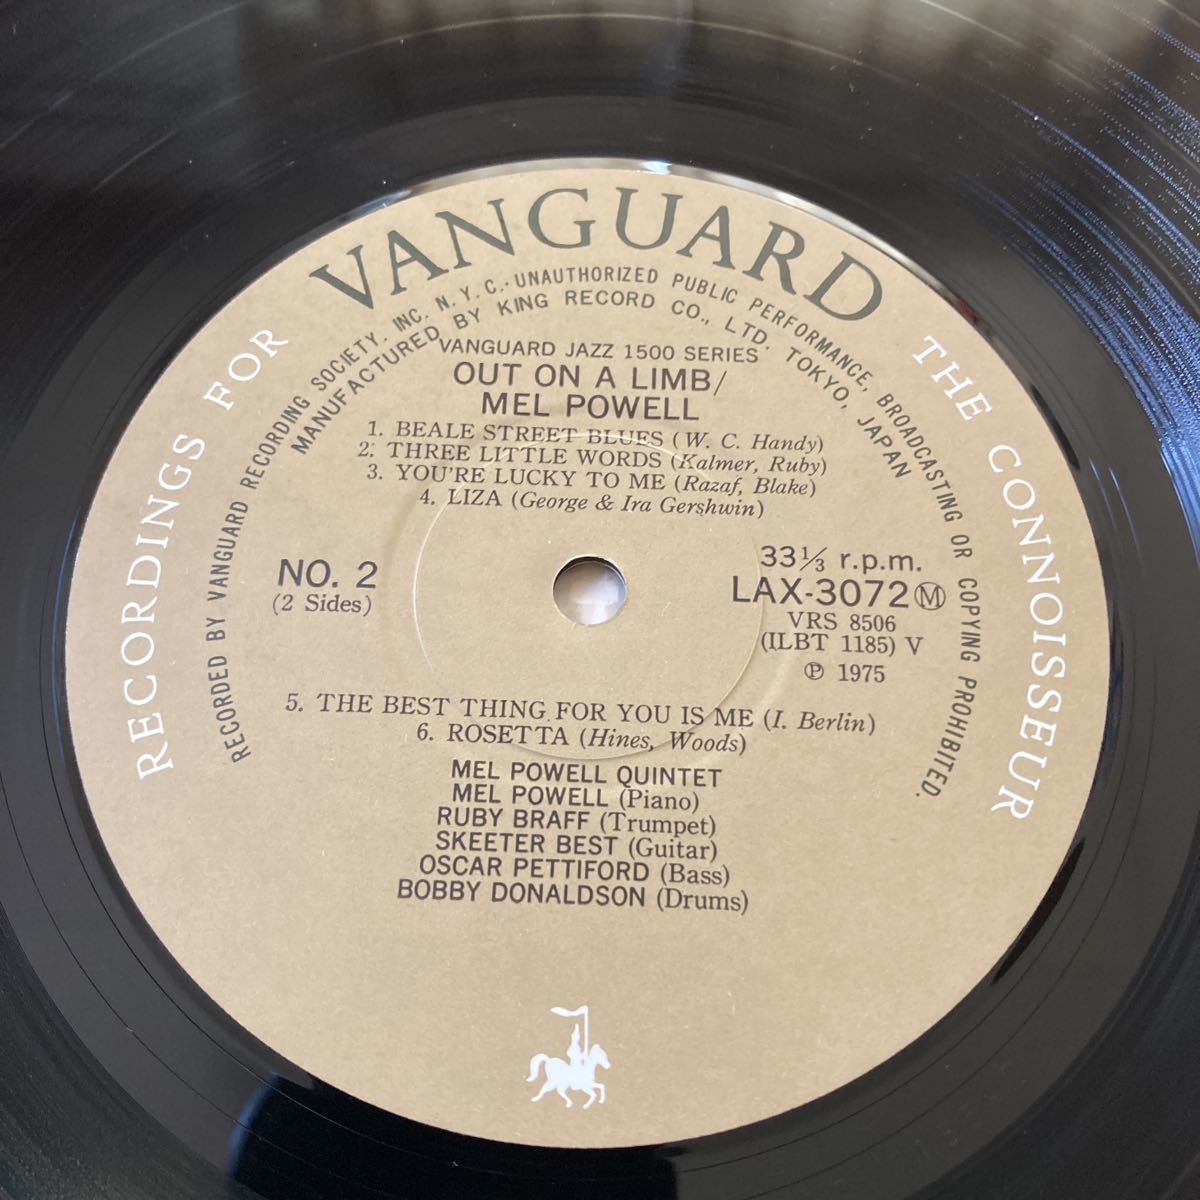 VANGUARD
RECORDINGS FOR
THE CONNOISSEUR
RECORDED BY VANGUARD RECORDING SOCIETY, INC. N.Y.C.· UNAUTHORIZED PUBLIC PERFORMANCE, BROADCASTING OR COPYING PROHIBITED.
MANUFACTURED BY KING RECORD CO., LTD. TOKYO, JAPAN
VANGUARD JAZZ 1500 SERIES
OUT ON A LIMB/
MEL POWELL
1. BEALE STREET BLUES (W. C. Handy)
2. THREE LITTLE WORDS (Kalmer, Ruby)
3. YOU'RE LUCKY TO ME (Razaf, Blake)
4. LIZA (George & Ira Gershwin)
NO. 2
(2 Sides)
33⅓ r.p.m.
LAX-3072 Ⓜ
VRS 8506
(ILBT 1185) V
℗ 1975
5. THE BEST THING FOR YOU IS ME (I. Berlin)
6. ROSETTA (Hines, Woods)
MEL POWELL QUINTET
MEL POWELL (Piano)
RUBY BRAFF (Trumpet)
SKEETER BEST (Guitar)
OSCAR PETTIFORD (Bass)
BOBBY DONALDSON (Drums)